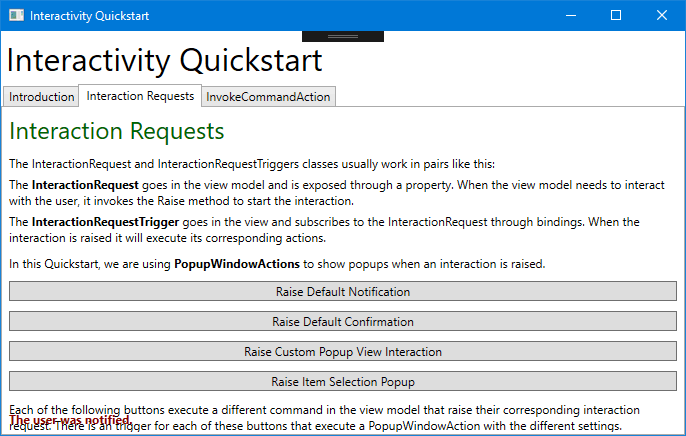 Interactivity Quickstart
Interactivity Quickstart
Introduction
Interaction Requests
InvokeCommandAction
Interaction Requests
The InteractionRequest and InteractionRequestTriggers classes usually work in pairs like this:
The InteractionRequest goes in the view model and is exposed through a property. When the view model needs to interact
with the user, it invokes the Raise method to start the interaction.
The InteractionRequestTrigger goes in the view and subscribes to the InteractionRequest through bindings. When the
interaction is raised it will execute its corresponding actions.
In this Quickstart, we are using PopupWindowActions to show popups when an interaction is raised.
Raise Default Notification
Raise Default Confirmation
Raise Custom Popup View Interaction
Raise Item Selection Popup
Each of the following buttons execute a different command in the view model that raise their corresponding interaction
The user was notified.
request. There is an trigger for each of these buttons that execute a PopupWindowAction with the different settings.